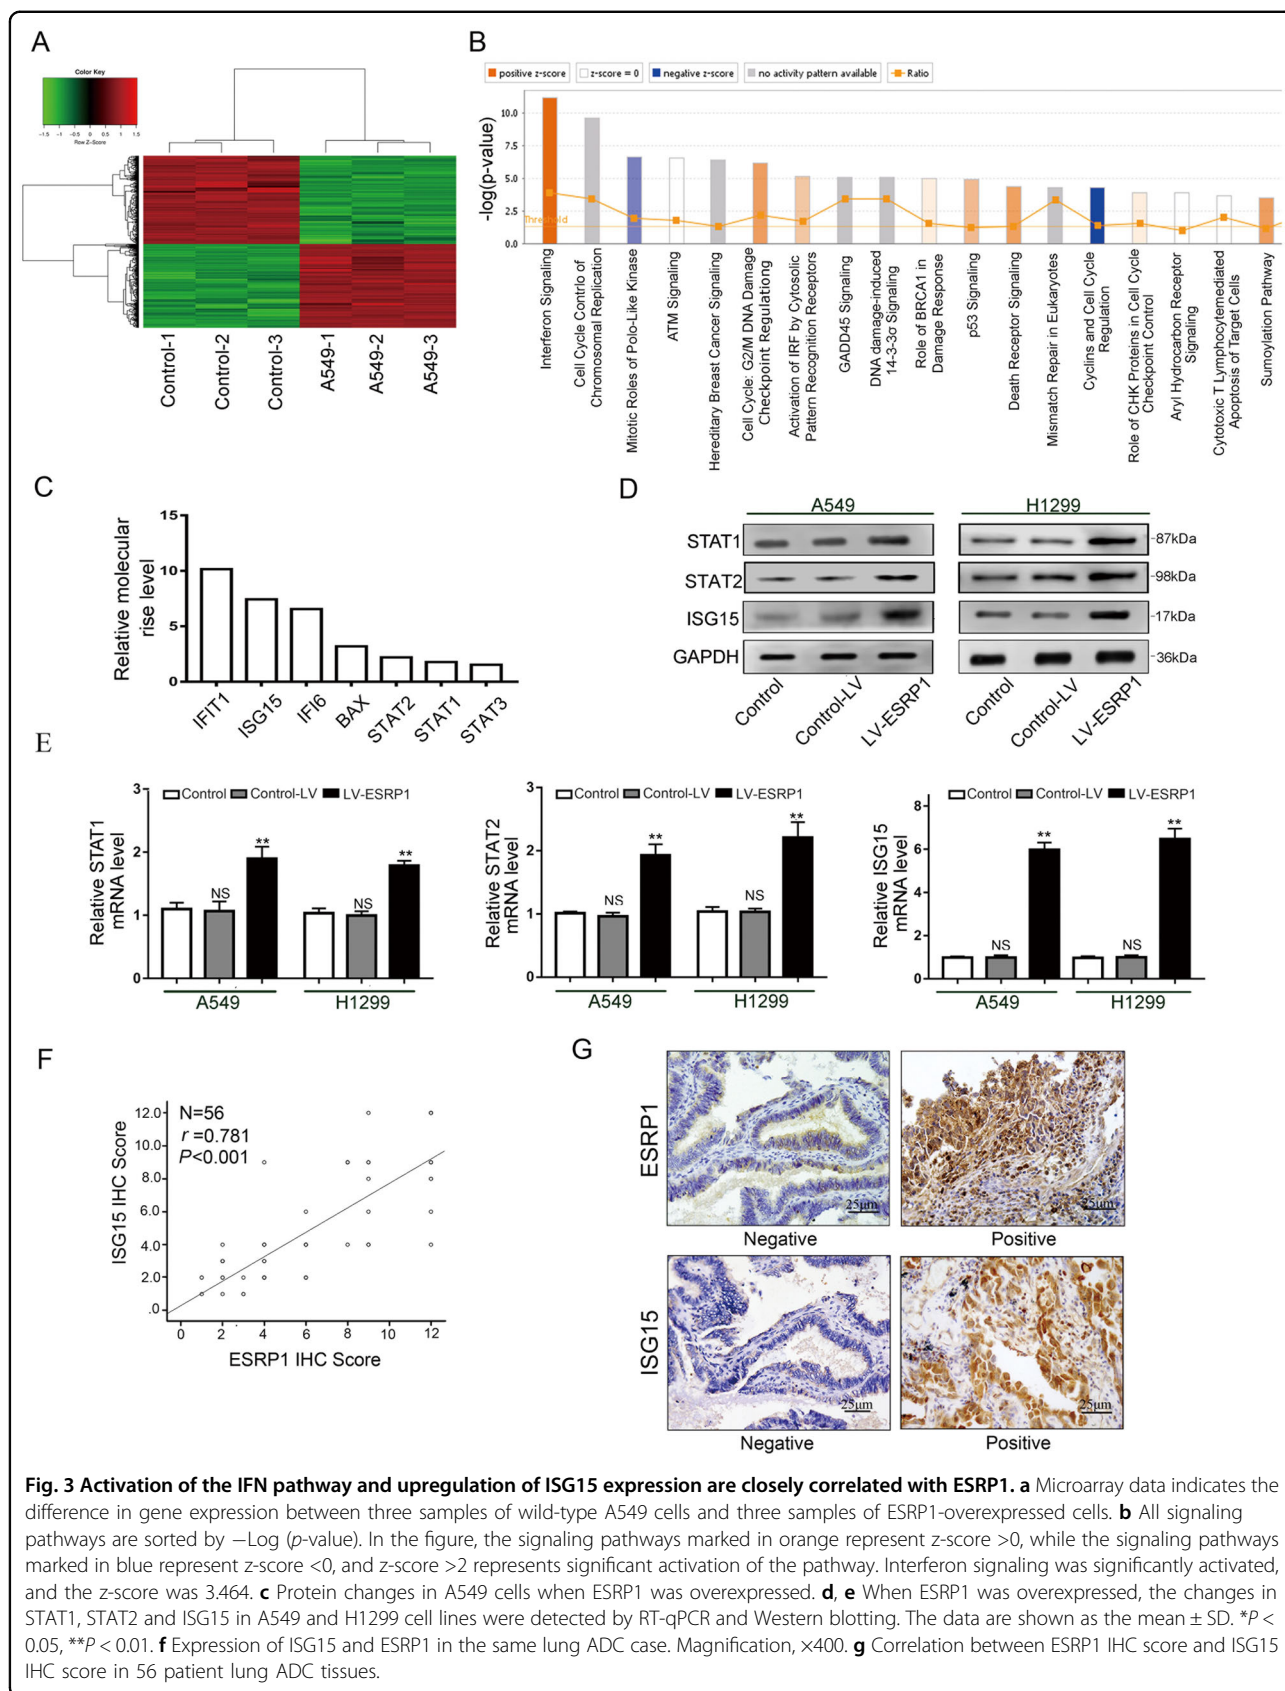 A
Color Key
-1.5 -1 -0.5 0 0.5 1 1.5
Row Z-Score
Control-1
Control-2
Control-3
A549-1
A549-2
A549-3
B
positive z-score
z-score = 0
negative z-score
no activity pattern available
Ratio
-log(p-value)
10.0
7.5
5.0
2.5
0.0
Threshold
Interferon Signaling
Cell Cycle Control of
Chromosomal Replication
Mitotic Roles of Polo-Like Kinase
ATM Signaling
Hereditary Breast Cancer Signaling
Cell Cycle: G2/M DNA Damage
Checkpoint Regulationg
Activation of IRF by Cytosolic
Pattern Recognition Receptors
GADD45 Signaling
DNA damage-induced
14-3-3σ Signaling
Role of BRCA1 in
Damage Response
p53 Signaling
Death Receptor Signaling
Mismatch Repair in Eukaryotes
Cyclins and Cell Cycle
Regulation
Role of CHK Proteins in Cell Cycle
Checkpoint Control
Aryl Hydrocarbon Receptor
Signaling
Cytotoxic T Lymphocytemediated
Apoptosis of Target Cells
Sumoylation Pathway
C
Relative molecular
rise level
15
10
5
0
IFIT1
ISG15
IFI6
BAX
STAT2
STAT1
STAT3
D
A549
H1299
STAT1
-87kDa
STAT2
-98kDa
ISG15
-17kDa
GAPDH
-36kDa
Control
Control-LV
LV-ESRP1
Control
Control-LV
LV-ESRP1
E
Relative STAT1
mRNA level
3
2
1
0
Control
Control-LV
LV-ESRP1
NS
**
NS
**
A549
H1299
Relative STAT2
mRNA level
3
2
1
0
Control
Control-LV
LV-ESRP1
NS
**
NS
**
A549
H1299
Relative ISG15
mRNA level
8
6
4
2
0
Control
Control-LV
LV-ESRP1
NS
**
NS
**
A549
H1299
F
ISG15 IHC Score
12.0
10.0
8.0
6.0
4.0
2.0
.0
N=56
r =0.781
P<0.001
0 2 4 6 8 10 12
ESRP1 IHC Score
G
ESRP1
25μm
25μm
Negative
Positive
ISG15
25μm
25μm
Negative
Positive
Fig. 3 Activation of the IFN pathway and upregulation of ISG15 expression are closely correlated with ESRP1. a Microarray data indicates the
difference in gene expression between three samples of wild-type A549 cells and three samples of ESRP1-overexpressed cells. b All signaling
pathways are sorted by −Log (p-value). In the figure, the signaling pathways marked in orange represent z-score >0, while the signaling pathways
marked in blue represent z-score <0, and z-score >2 represents significant activation of the pathway. Interferon signaling was significantly activated,
and the z-score was 3.464. c Protein changes in A549 cells when ESRP1 was overexpressed. d, e When ESRP1 was overexpressed, the changes in
STAT1, STAT2 and ISG15 in A549 and H1299 cell lines were detected by RT-qPCR and Western blotting. The data are shown as the mean ± SD. *P <
0.05, **P < 0.01. f Expression of ISG15 and ESRP1 in the same lung ADC case. Magnification, ×400. g Correlation between ESRP1 IHC score and ISG15
IHC score in 56 patient lung ADC tissues.